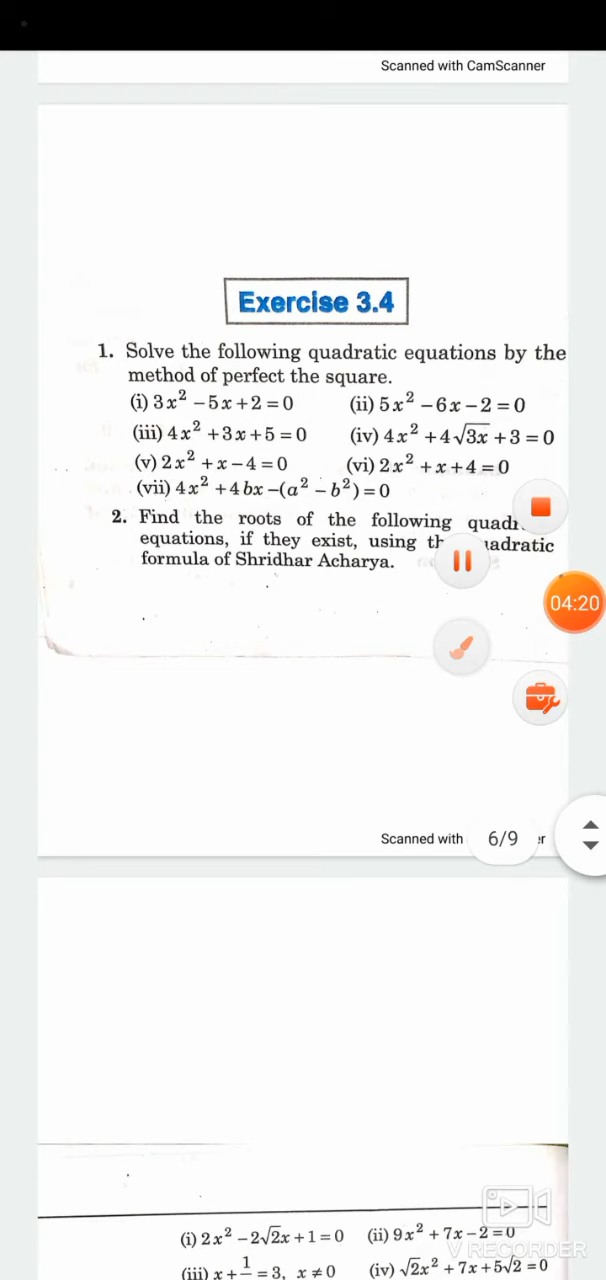 Scanned with CamScanner
Exercise 3.4
1. Solve the following quadratic equations by the
method of perfect the square.
(i) 3x² – 5x + 2 = 0 (ii) 5x² – 6x – 2 = 0
(iii) 4x² + 3x + 5 = 0 (iv) 4x² + 4√3x + 3 = 0
(v) 2x² + x – 4 = 0 (vi) 2x² + x + 4 = 0
(vii) 4x² + 4bx – (a² – b²) = 0
2. Find the roots of the following
equations, if they exist, using
formula of Shridhar Acharya.
04:20
Scanned with 6/9
(i) 2x² – 2√2x + 1 = 0 (ii) 9x² + 7x – 2 = 0
V RECORDER
(iii) x + 1/ = 3, x ≠ 0 (iv) √2x² + 7x + 5√2 = 0